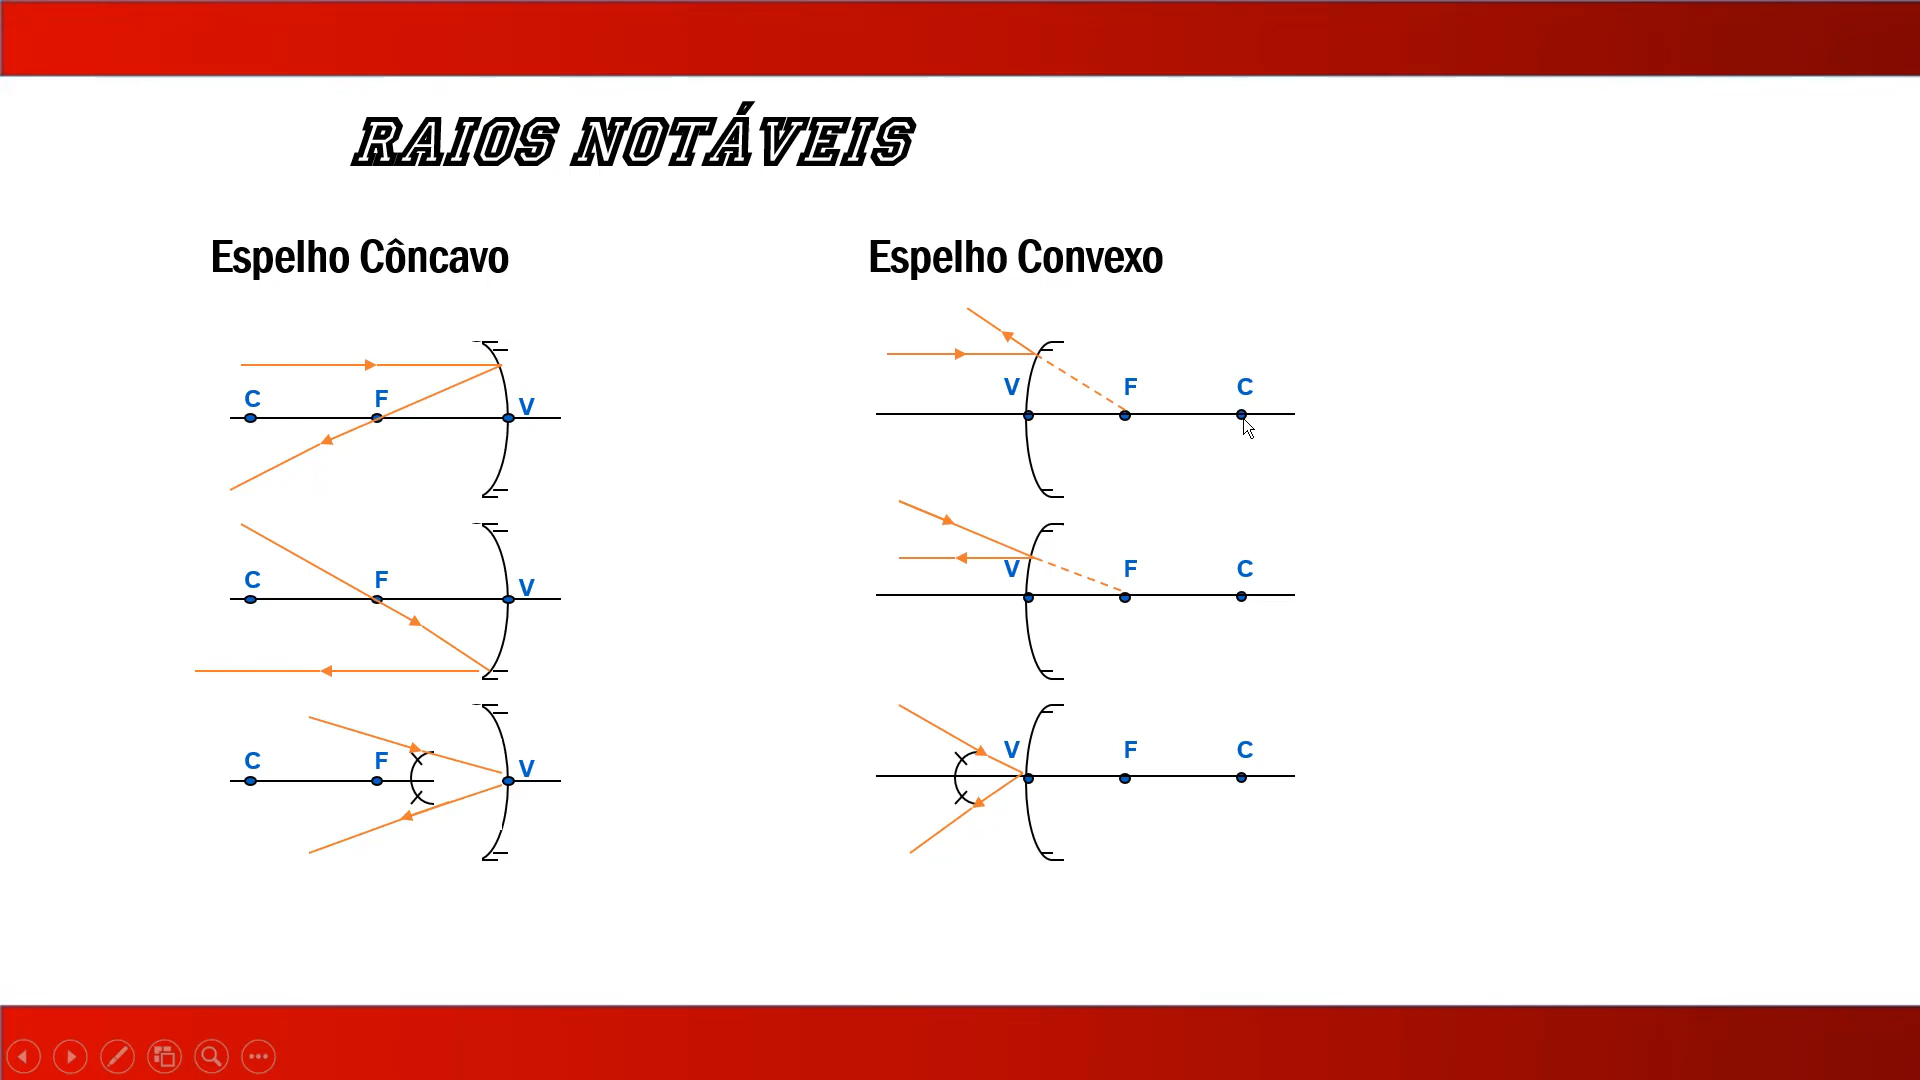 RAIOS NOTÁVEIS
Espelho Côncavo
Espelho Convexo
C F V
V F C
C F V
V F C
C F V
V F C